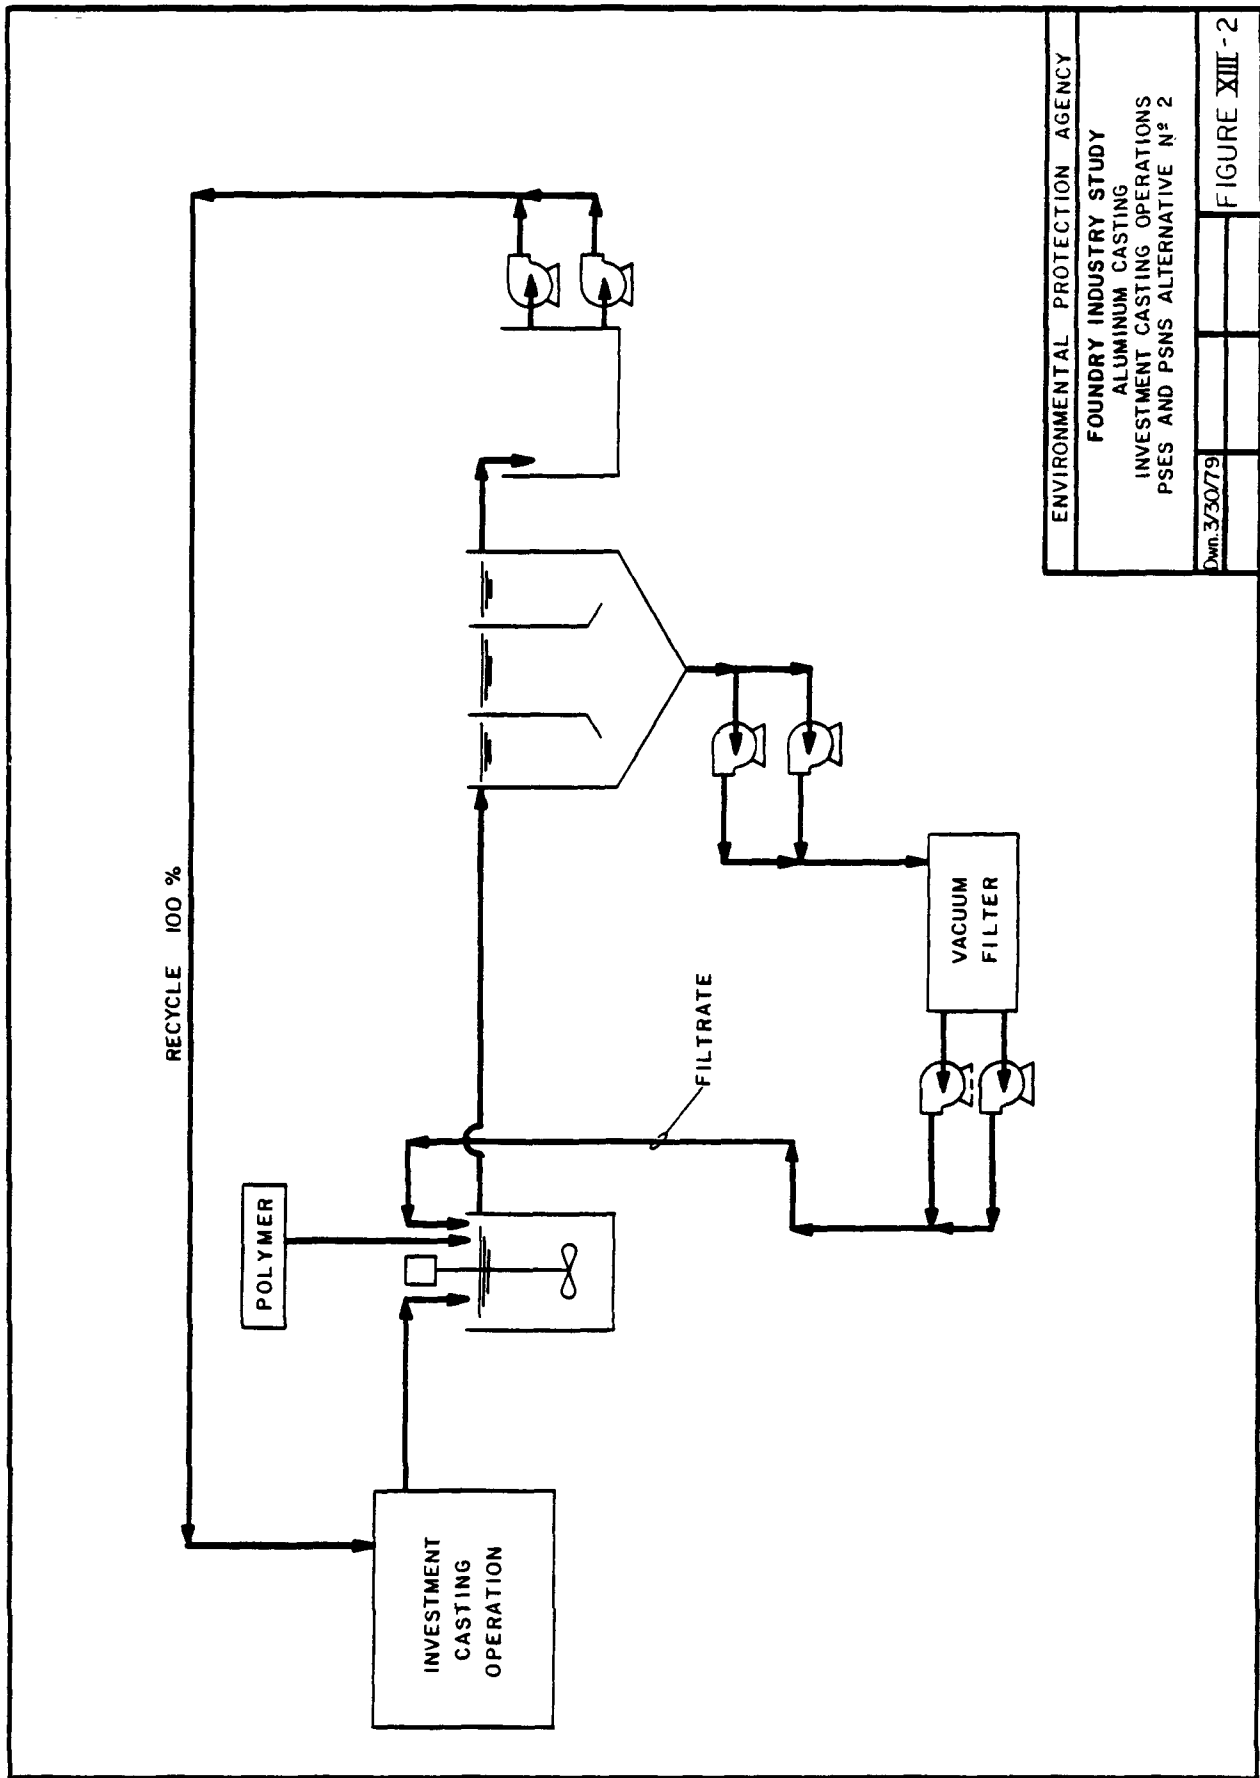 RECYCLE 100 %
POLYMER
INVESTMENT
CASTING
OPERATION
FILTRATE
VACUUM
FILTER
ENVIRONMENTAL PROTECTION AGENCY
FOUNDRY INDUSTRY STUDY
ALUMINUM CASTING
INVESTMENT CASTING OPERATIONS
PSES AND PSNS ALTERNATIVE Nº 2
Dwn.3/30/79
FIGURE XIII-2